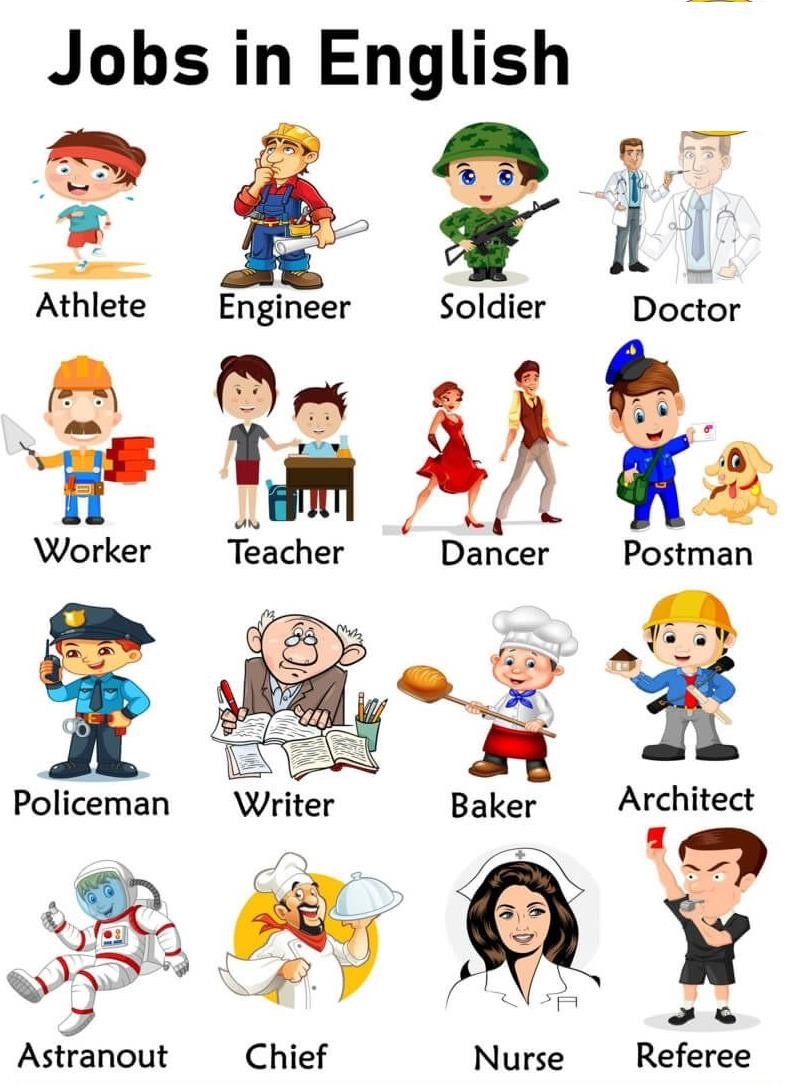 Jobs in English
Athlete Engineer Soldier Doctor
Worker Teacher Dancer Postman
Policeman Writer Baker Architect
Astranout Chief Nurse Referee